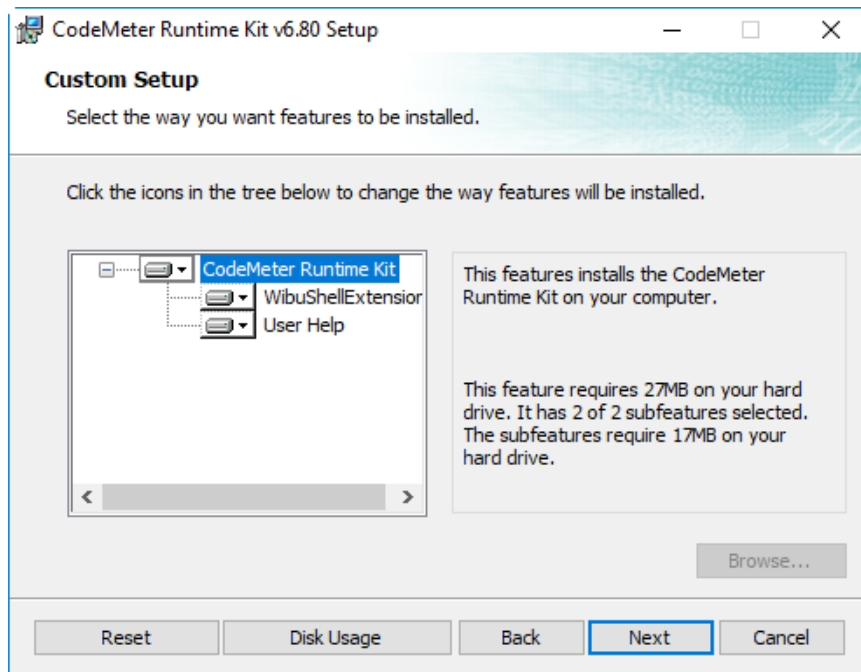 CodeMeter Runtime Kit v6.80 Setup
Custom Setup
Select the way you want features to be installed.
Click the icons in the tree below to change the way features will be installed.
CodeMeter Runtime Kit
WibuShellExtension
User Help
This features installs the CodeMeter
Runtime Kit on your computer.
This feature requires 27MB on your hard
drive. It has 2 of 2 subfeatures selected.
The subfeatures require 17MB on your
hard drive.
Browse...
Reset
Disk Usage
Back
Next
Cancel